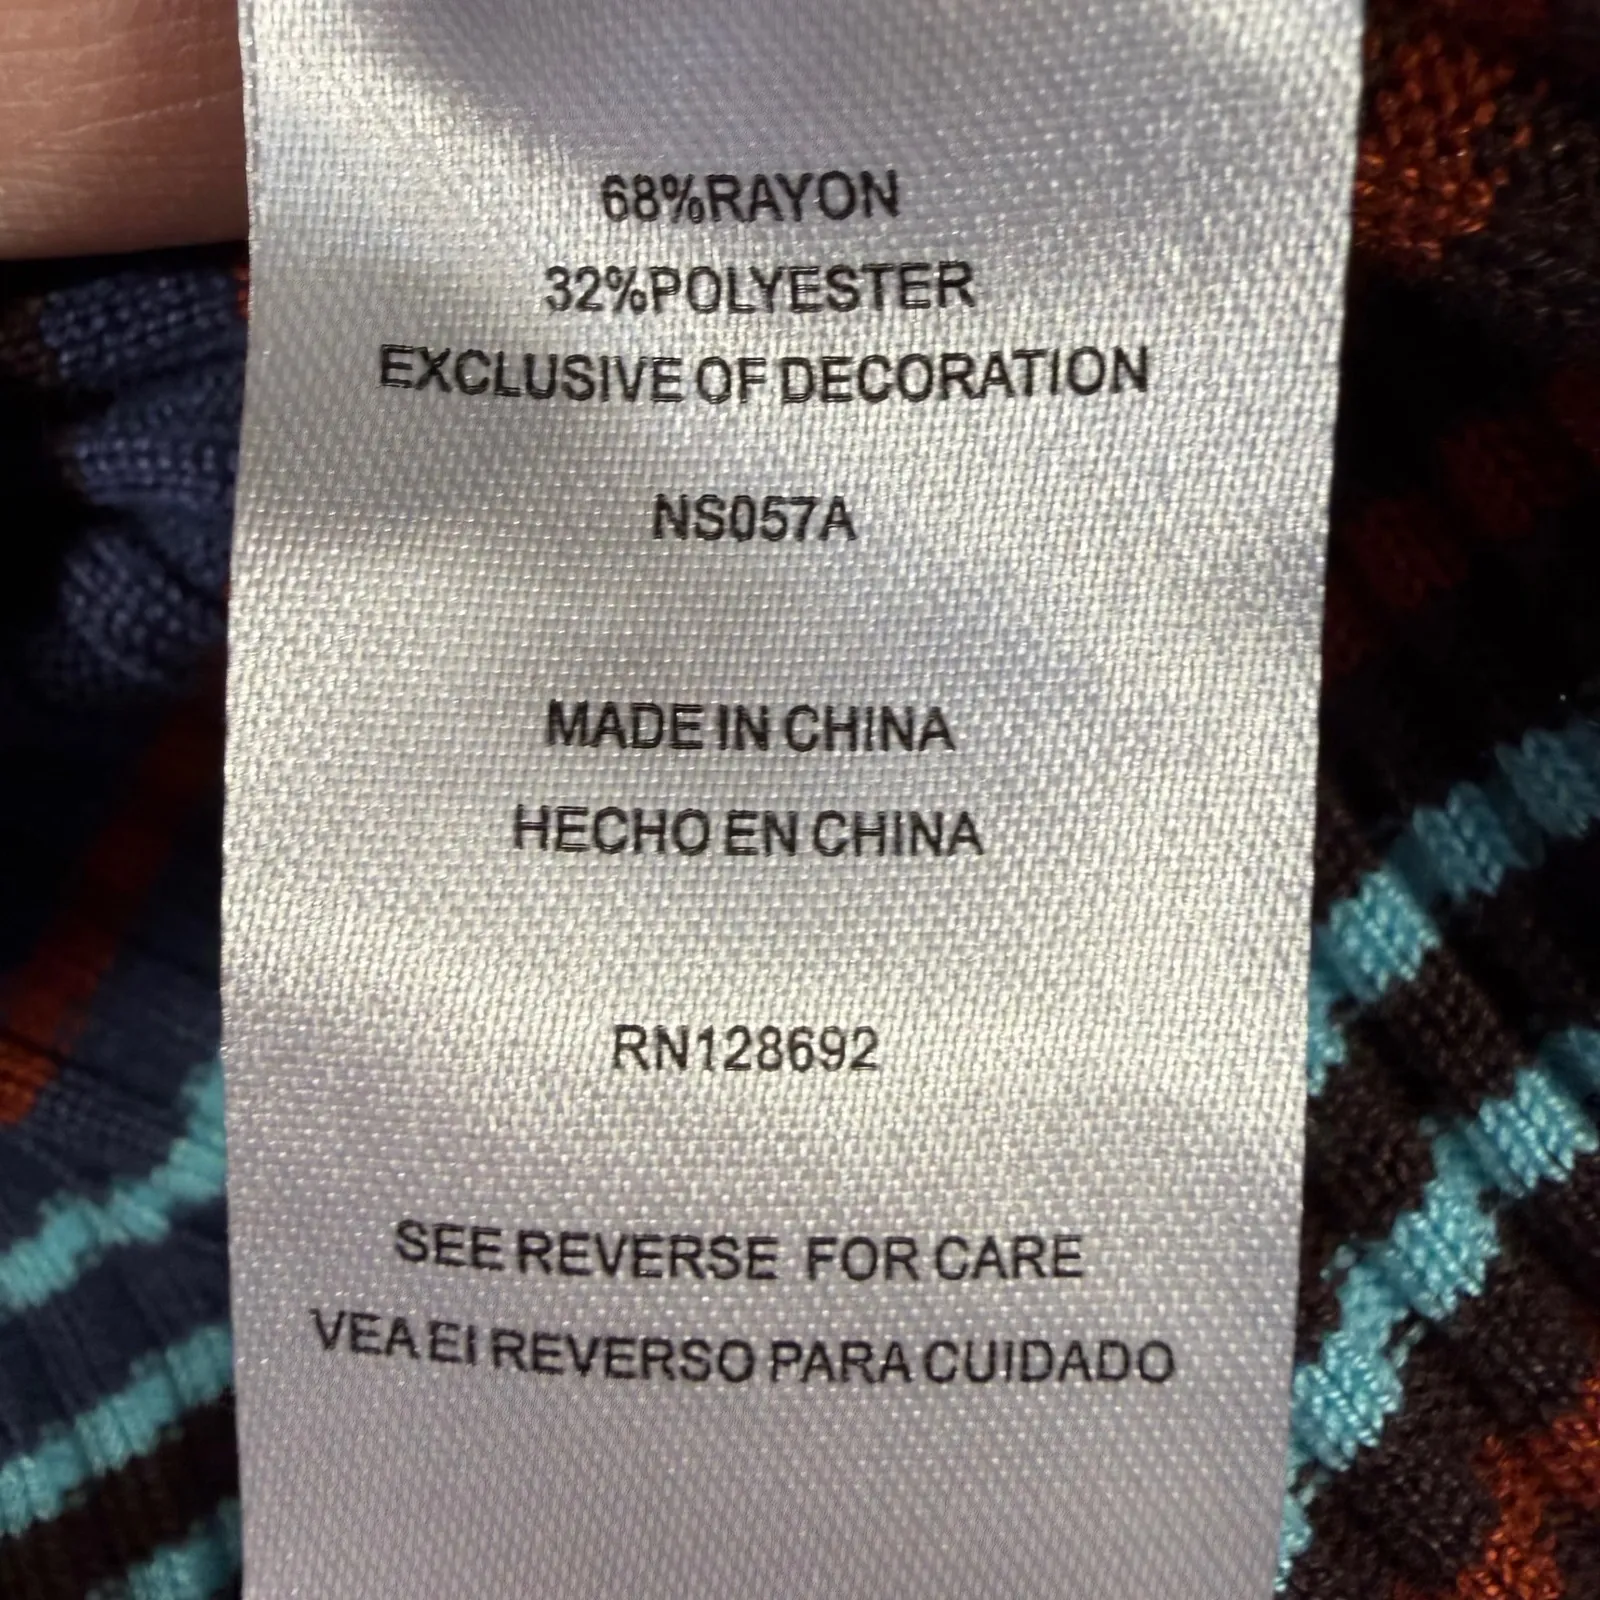 68%RAYON
32%POLYESTER
EXCLUSIVE OF DECORATION
NS057A
MADE IN CHINA
HECHO EN CHINA
RN128692
SEE REVERSE FOR CARE
VEA EI REVERSO PARA CUIDADO